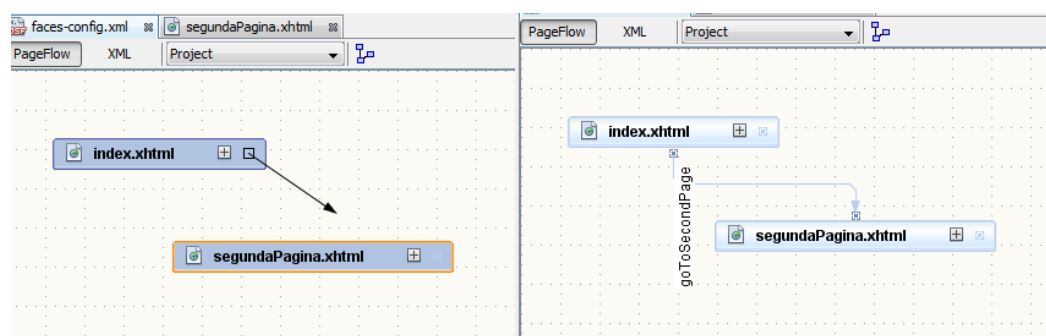 faces-config.xml segundaPagina.xhtml
PageFlow XML Project
index.xhtml
segundaPagina.xhtml
PageFlow XML Project
index.xhtml
goToSecondPage
segundaPagina.xhtml